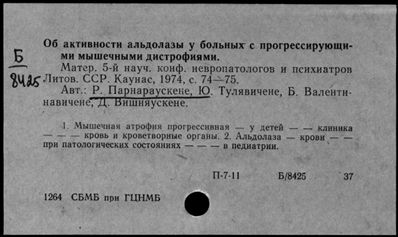 Об активности альдолазы у больных с прогрессирующи-
ми мышечными дистрофиями.
Б
8425
Матер. 5-й науч. конф. невропатологов и психиатров
Литов. ССР. Каунас, 1974, с. 74—75.
Авт.: Р. Парнараускене, Ю. Тулявичене, Б. Валенти-
навичене, Д. Вишняускене.
1. Мышечная атрофия прогрессивная — у детей — — клиника
— — — кровь и кроветворные органы. 2. Альдолаза — крови — —
при патологических состояниях — — — в педиатрии.
П-7-11 Б/8425 37
1264 СБМБ при ГЦНМБ